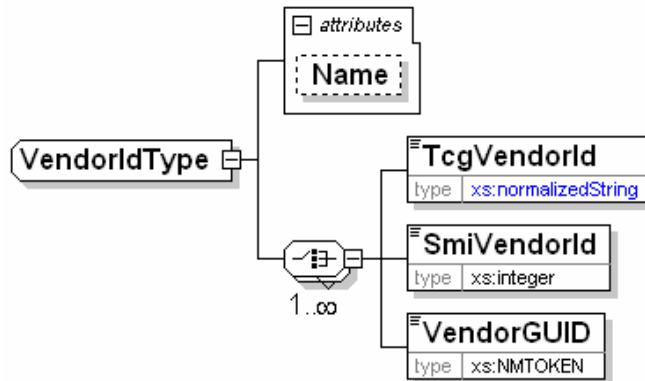 attributes
Name
VendorIdType
TcgVendorId
type xs:normalizedString
SmiVendorId
type xs:integer
1..∞
VendorGUID
type xs:NMTOKEN